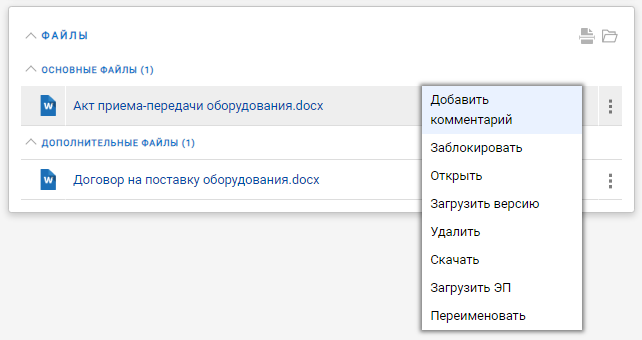 ФАЙЛЫ
ОСНОВНЫЕ ФАЙЛЫ (1)
W Акт приема-передачи оборудования.docx
ДОПОЛНИТЕЛЬНЫЕ ФАЙЛЫ (1)
W Договор на поставку оборудования.docx
Добавить
комментарий
Заблокировать
Открыть
Загрузить версию
Удалить
Скачать
Загрузить ЭП
Переименовать